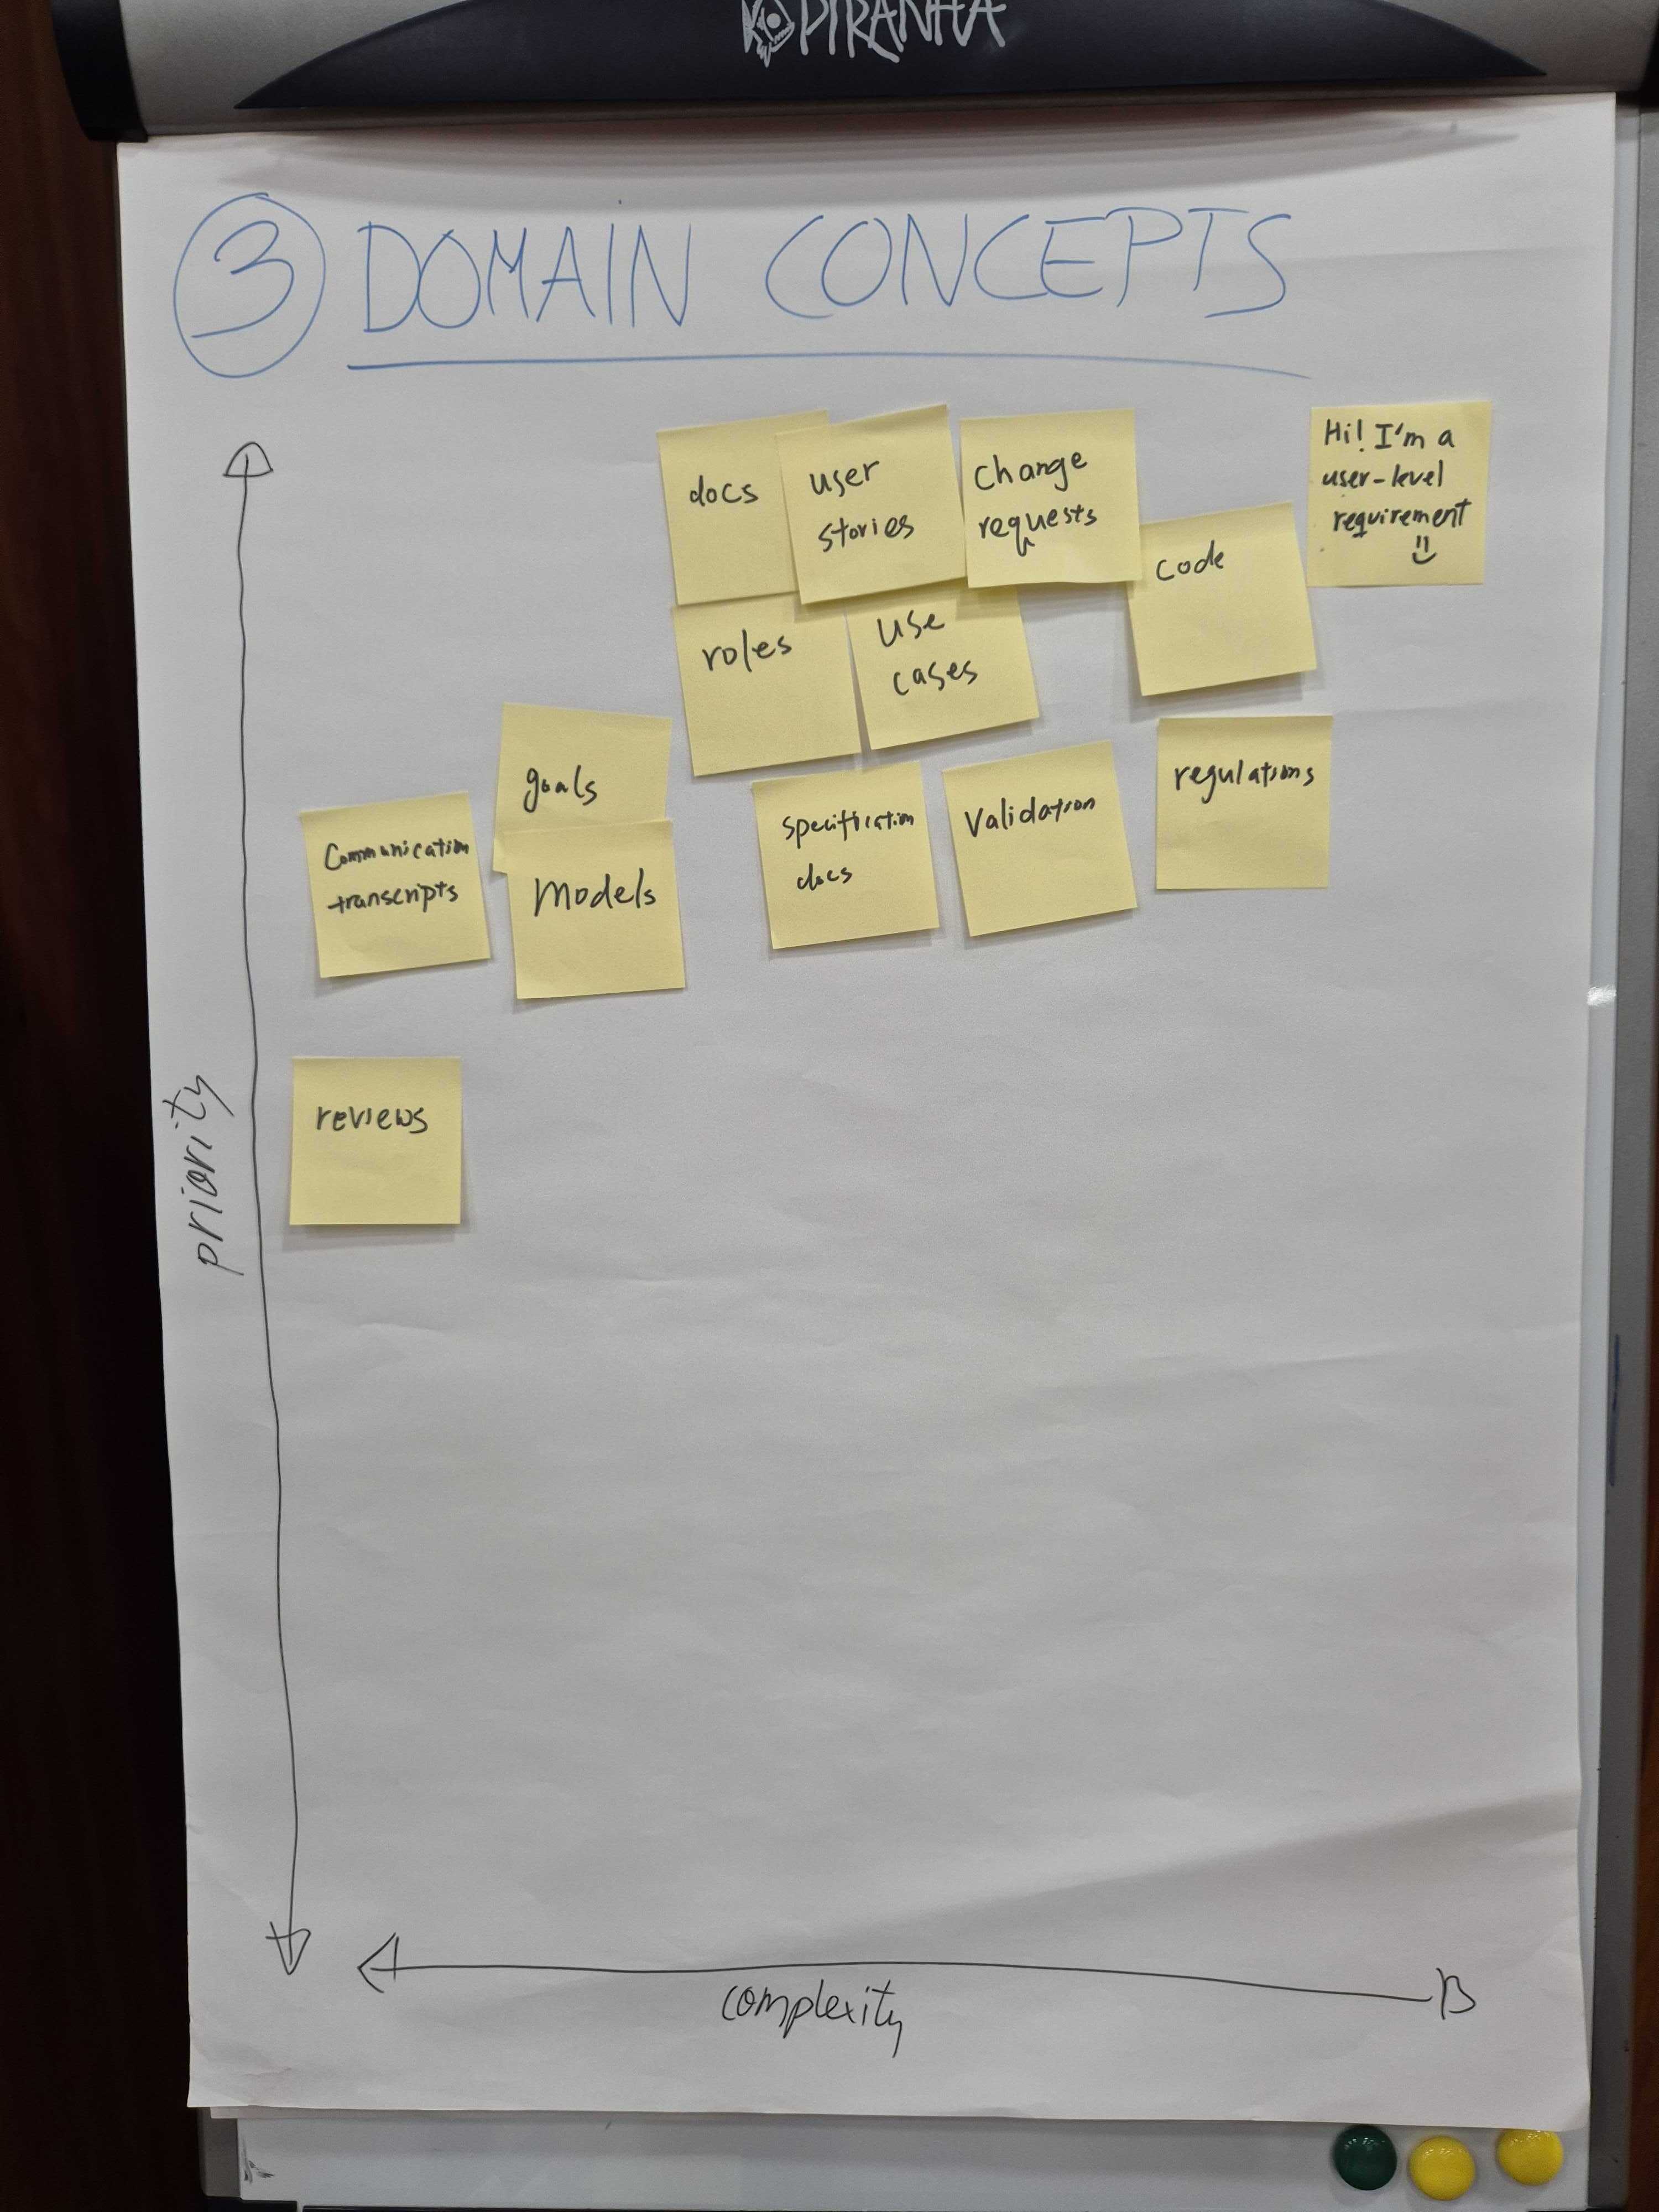 PIRANHA
3 DOMAIN CONCEPTS
docs
user
stories
change
requests
Hi! I'm a
user-level
requirement
code
roles
use
cases
goals
Models
Communication
transcripts
specification
docs
Validation
regulations
reviews
priority
complexity